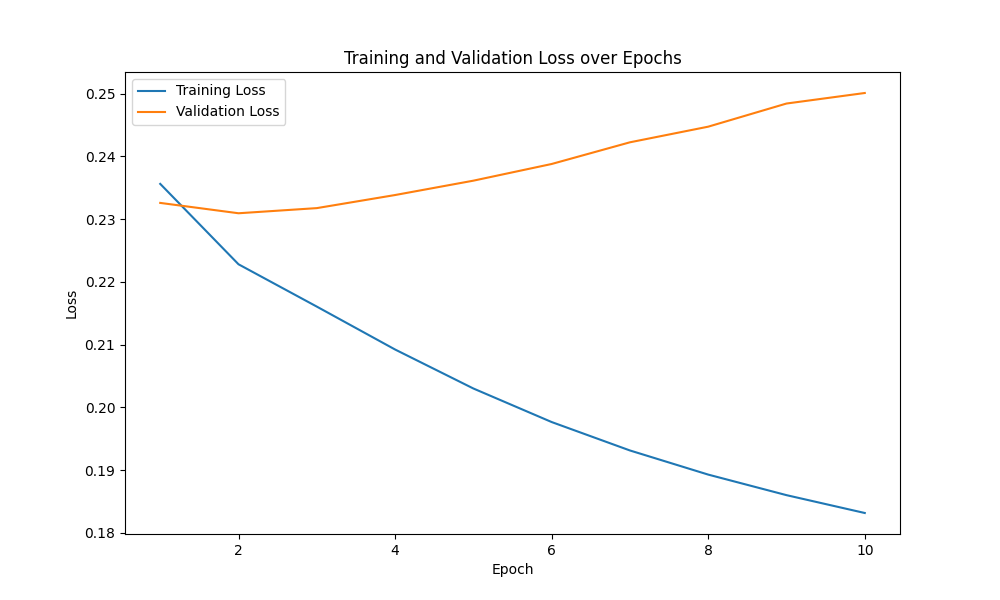 Training and Validation Loss over Epochs
Training Loss
Validation Loss
0.25
0.24
0.23
0.22
0.21
0.20
0.19
0.18
Loss
2 4 6 8 10
Epoch